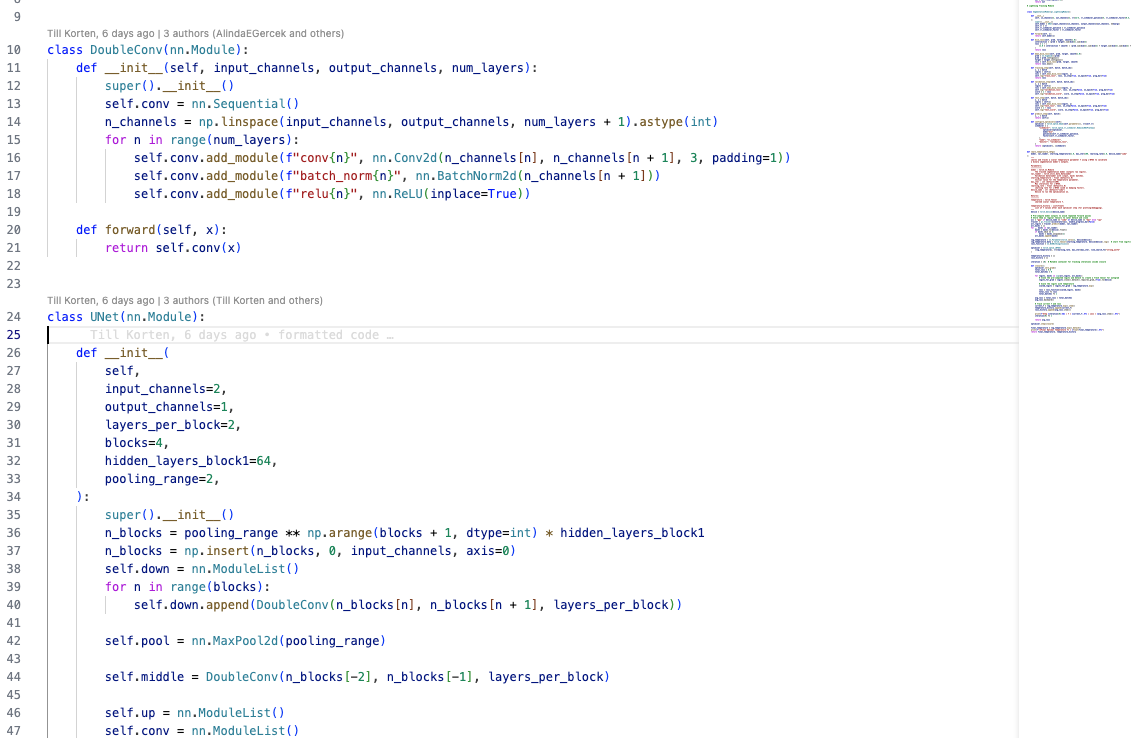 9
Till Korten, 6 days ago | 3 authors (AlindaEGercek and others)
10 class DoubleConv(nn.Module):
11     def __init__(self, input_channels, output_channels, num_layers):
12         super().__init__()
13         self.conv = nn.Sequential()
14         n_channels = np.linspace(input_channels, output_channels, num_layers + 1).astype(int)
15         for n in range(num_layers):
16             self.conv.add_module(f"conv{n}", nn.Conv2d(n_channels[n], n_channels[n + 1], 3, padding=1))
17             self.conv.add_module(f"batch_norm{n}", nn.BatchNorm2d(n_channels[n + 1]))
18             self.conv.add_module(f"relu{n}", nn.ReLU(inplace=True))
19
20     def forward(self, x):
21         return self.conv(x)
22
23
Till Korten, 6 days ago | 3 authors (Till Korten and others)
24 class UNet(nn.Module):
25 Till Korten, 6 days ago • formatted code …
26     def __init__(
27         self,
28         input_channels=2,
29         output_channels=1,
30         layers_per_block=2,
31         blocks=4,
32         hidden_layers_block1=64,
33         pooling_range=2,
34     ):
35         super().__init__()
36         n_blocks = pooling_range ** np.arange(blocks + 1, dtype=int) * hidden_layers_block1
37         n_blocks = np.insert(n_blocks, 0, input_channels, axis=0)
38         self.down = nn.ModuleList()
39         for n in range(blocks):
40             self.down.append(DoubleConv(n_blocks[n], n_blocks[n + 1], layers_per_block))
41
42         self.pool = nn.MaxPool2d(pooling_range)
43
44         self.middle = DoubleConv(n_blocks[-2], n_blocks[-1], layers_per_block)
45
46         self.up = nn.ModuleList()
47         self.conv = nn.ModuleList()